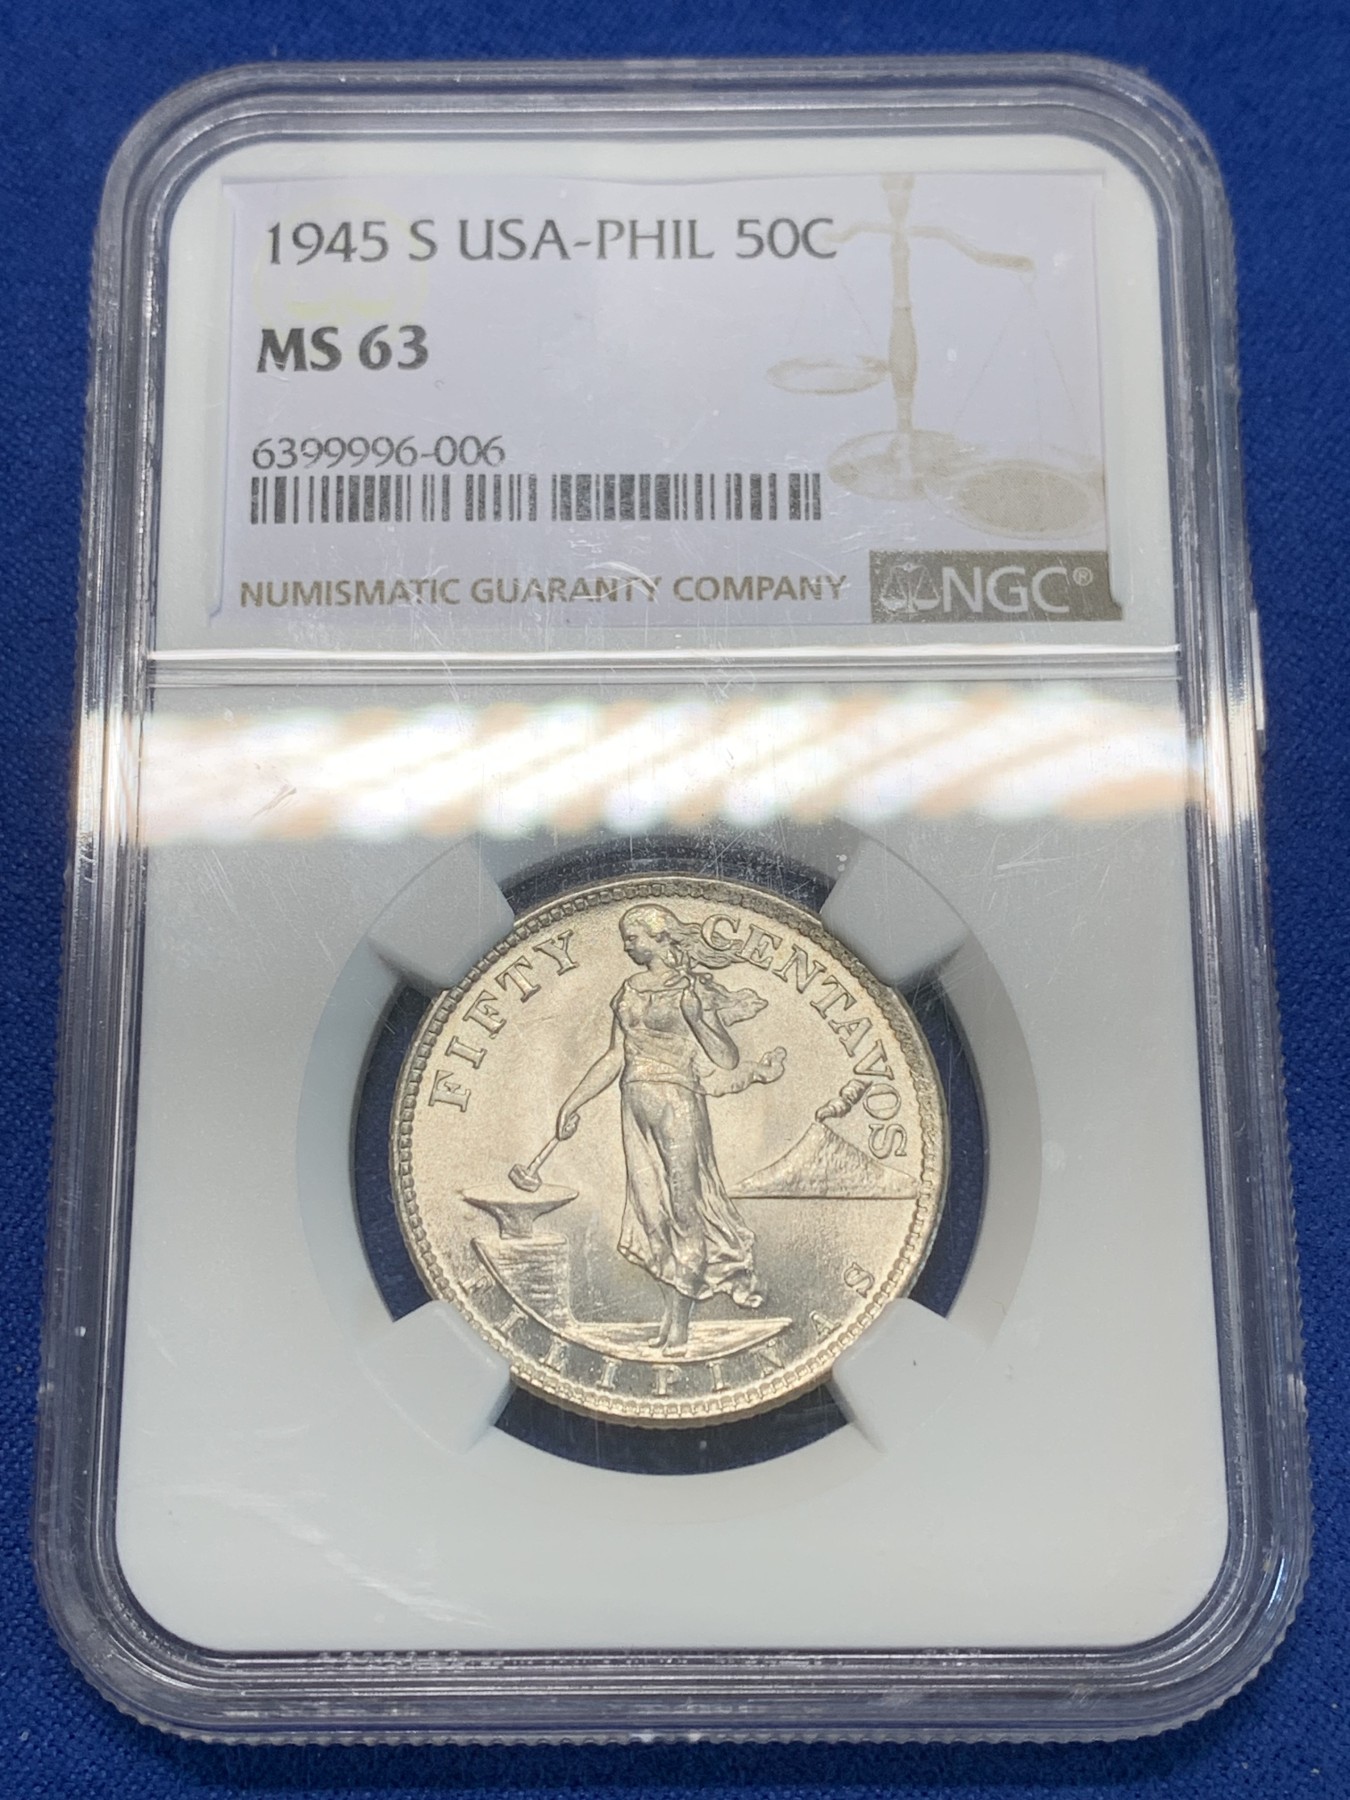 1945 S USA-PHIL 50C
MS 63
6399996-006
NUMISMATIC GUARANTY COMPANY
NGC®
FIFTY CENTAVOS
FILIPINAS